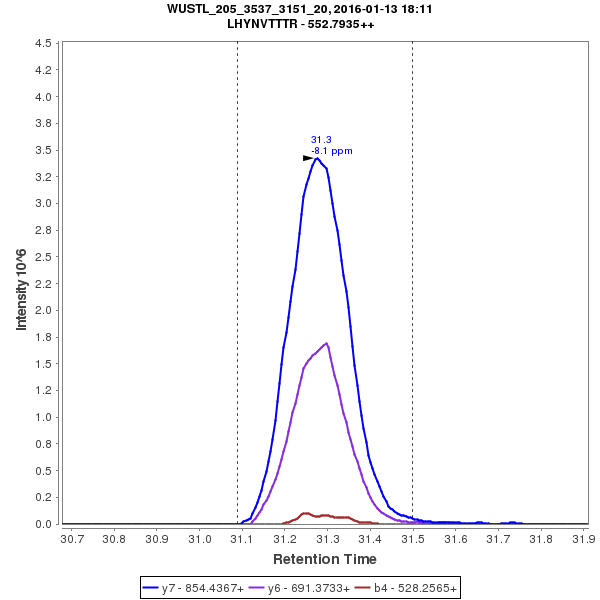 WUSTL_205_3537_3151_20, 2016-01-13 18:11
LHYNVTTTR - 552.7935++
4.5
4.2
4.0
3.8
3.5
3.2
3.0
2.8
2.5
2.2
2.0
1.8
1.5
1.2
1.0
0.8
0.5
0.2
0.0
Intensity 10^6
31.3
-8.1 ppm
30.7 30.8 30.9 31.0 31.1 31.2 31.3 31.4 31.5 31.6 31.7 31.8 31.9
Retention Time
y7 - 854.4367+ y6 - 691.3733+ b4 - 528.2565+